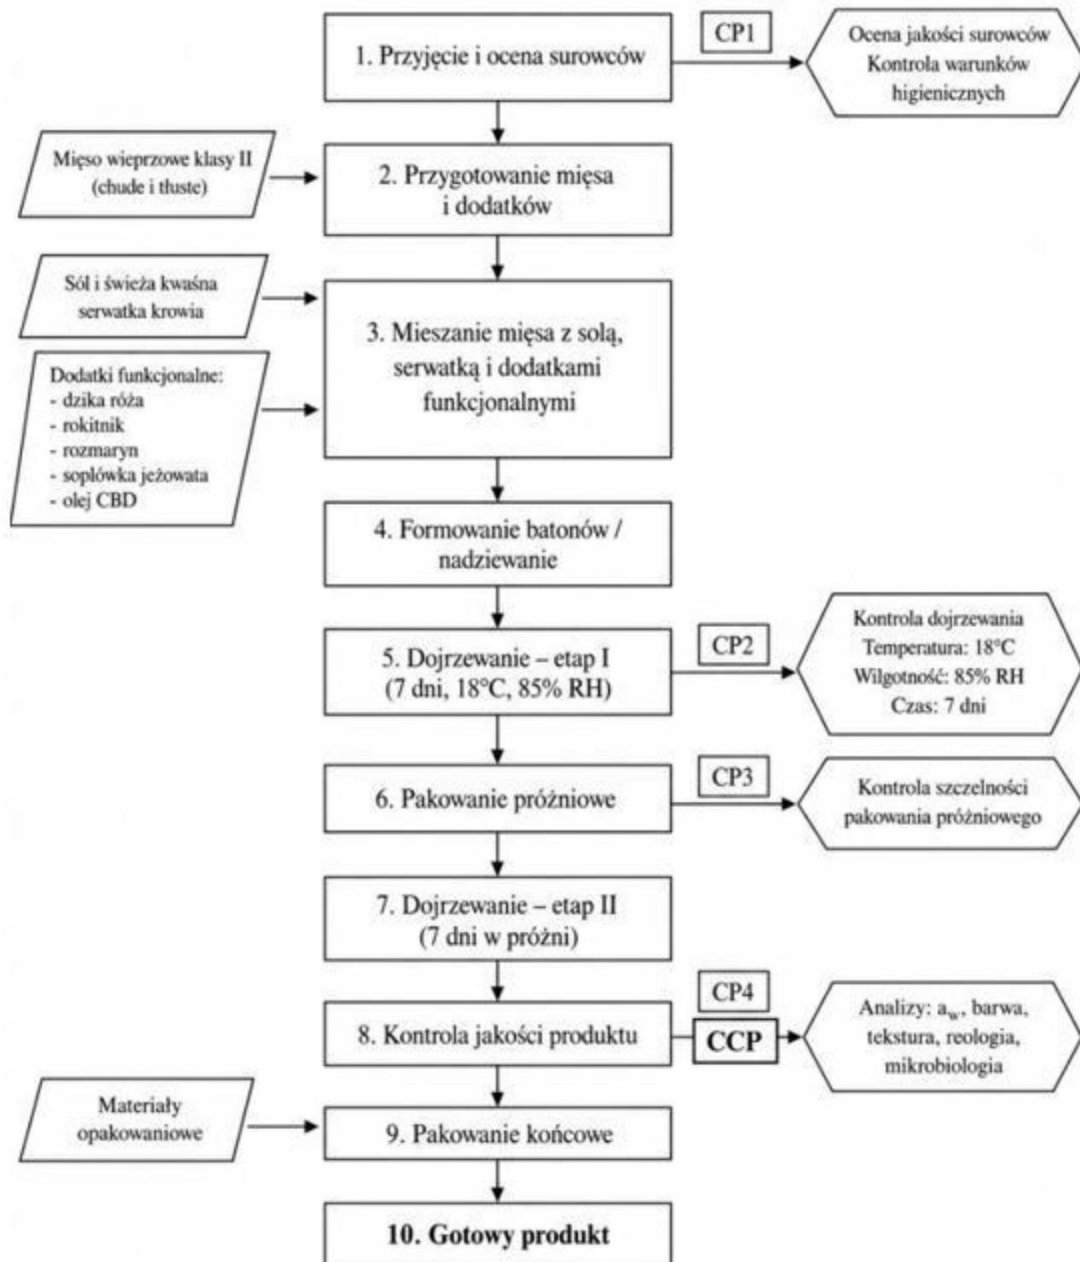 1. Przyjęcie i ocena surowców
CP1
Ocena jakości surowców
Kontrola warunków
higienicznych
Mięso wieprzowe klasy II
(chude i tłuste)
2. Przygotowanie mięsa
i dodatków
Sól i świeża kwaśna
serwatka krowia
3. Mieszanie mięsa z solą,
serwatką i dodatkami
funkcjonalnymi
Dodatki funkcjonalne:
- dzika róża
- rokitnik
- rozmaryn
- soplówka jeżowata
- olej CBD
4. Formowanie batonów /
nadziewanie
5. Dojrzewanie – etap I
(7 dni, 18°C, 85% RH)
CP2
Kontrola dojrzewania
Temperatura: 18°C
Wilgotność: 85% RH
Czas: 7 dni
6. Pakowanie próżniowe
CP3
Kontrola szczelności
pakowania próżniowego
7. Dojrzewanie – etap II
(7 dni w próżni)
8. Kontrola jakości produktu
CP4
CCP
Analizy: aw, barwa,
tekstura, reologia,
mikrobiologia
Materiały
opakowaniowe
9. Pakowanie końcowe
10. Gotowy produkt